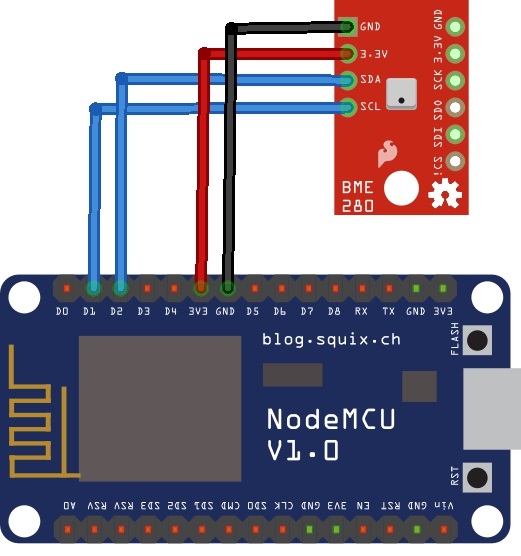 GND
3.3V
SDA
SCL
GND
3.3V
SCK
SDO
SDI
!CS
BME
280
D0 D1 D2 D3 D4 3V3 GND D5 D6 D7 D8 RX TX GND 3V3
blog.squix.ch
FLASH
NodeMCU
V1.0
RST
A0 RSV RSV SD3 SD2 SD1 CMD SD0 CLK GND 3V3 EN RST GND Vin